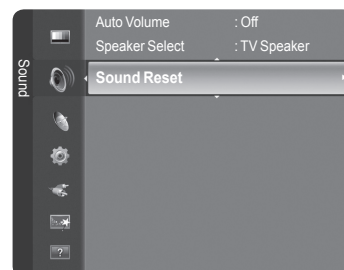 Sound
Auto Volume : Off
Speaker Select : TV Speaker
Sound Reset
?